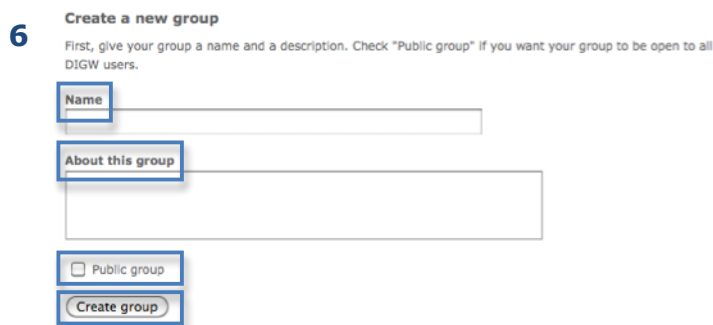 Create a new group
6
First, give your group a name and a description. Check "Public group" if you want your group to be open to all
DIGW users.
Name
About this group
Public group
Create group